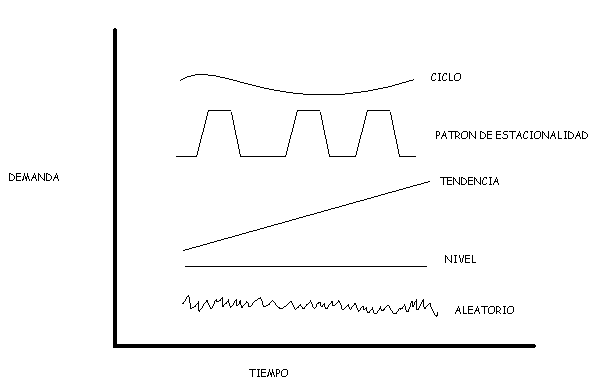 CICLO
PATRON DE ESTACIONALIDAD
DEMANDA
TENDENCIA
NIVEL
ALEATORIO
TIEMPO